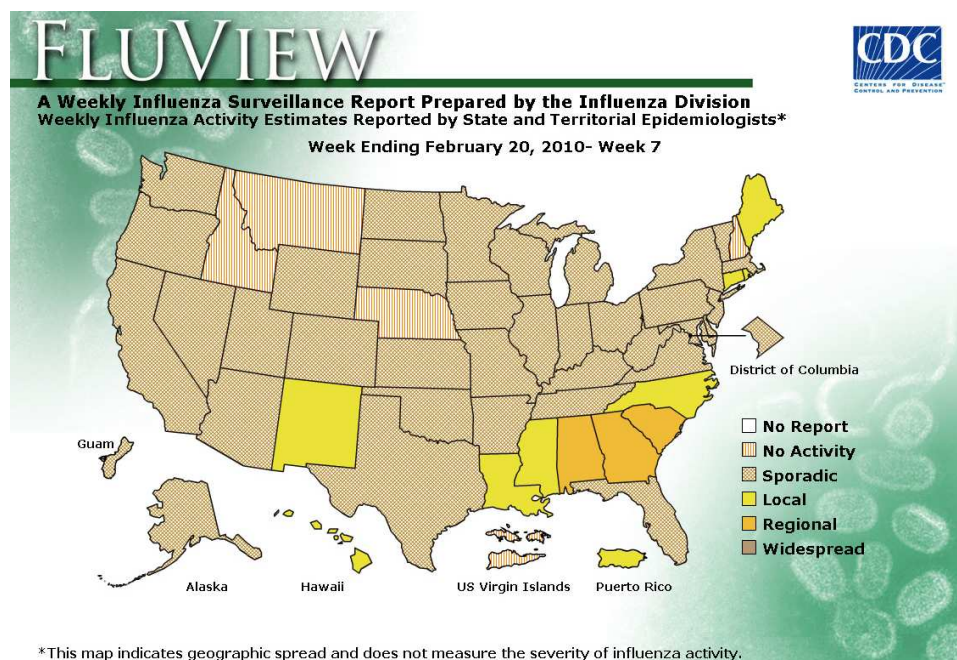 FLUVIEW
CDC
CENTERS FOR DISEASE
CONTROL AND PREVENTION
A Weekly Influenza Surveillance Report Prepared by the Influenza Division
Weekly Influenza Activity Estimates Reported by State and Territorial Epidemiologists*
Week Ending February 20, 2010- Week 7
District of Columbia
Guam
No Report
No Activity
Sporadic
Local
Regional
Widespread
Alaska
Hawaii
US Virgin Islands
Puerto Rico
*This map indicates geographic spread and does not measure the severity of influenza activity.